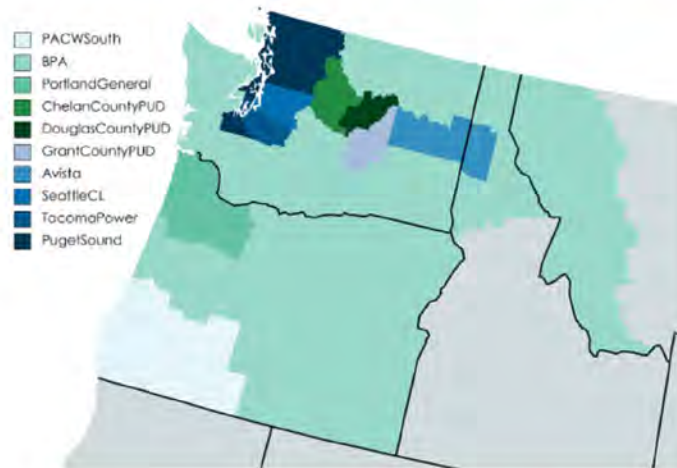 PACWSouth
BPA
PortlandGeneral
ChelanCountyPUD
DouglasCountyPUD
GrantCountyPUD
Avista
SeattleCL
TacomaPower
PugetSound